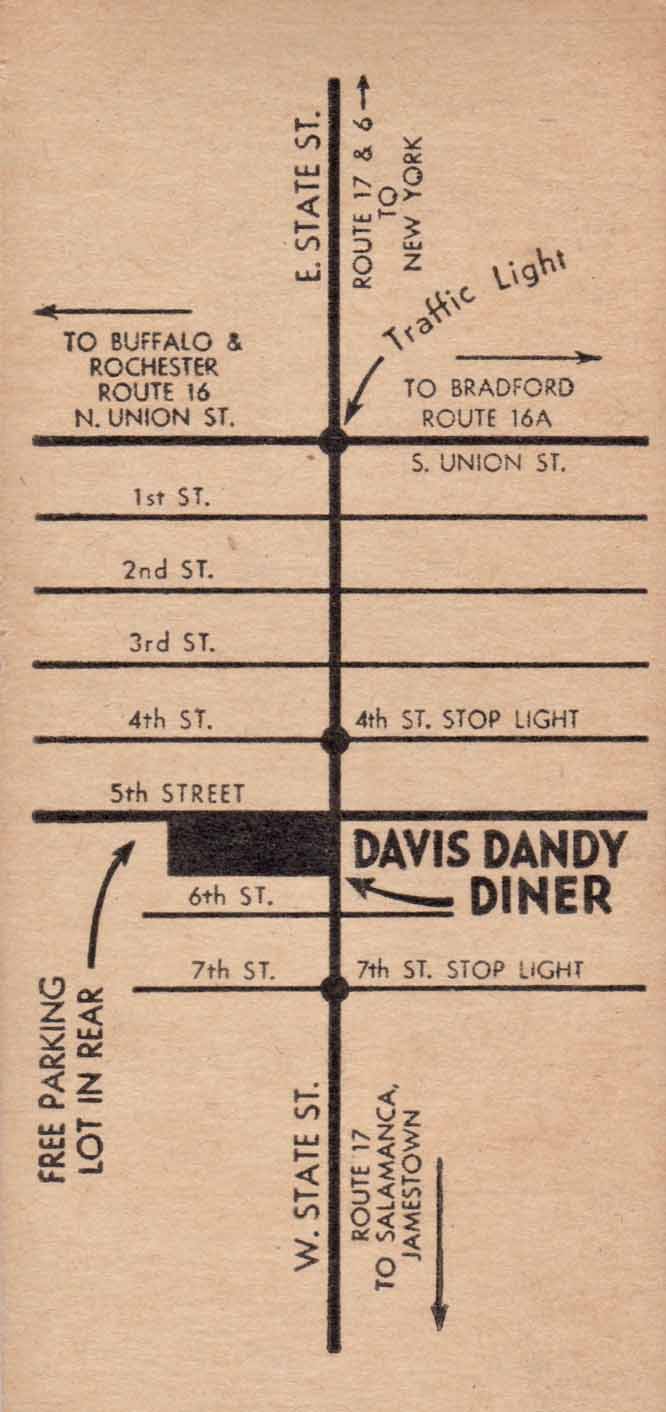 E. STATE ST.
ROUTE 17 & 6
TO
NEW YORK
Traffic Light
TO BUFFALO &
ROCHESTER
ROUTE 16
N. UNION ST.
TO BRADFORD
ROUTE 16A
S. UNION ST.
1st ST.
2nd ST.
3rd ST.
4th ST.
4th ST. STOP LIGHT
5th STREET
DAVIS DANDY
DINER
6th ST.
7th ST.
7th ST. STOP LIGHT
FREE PARKING
LOT IN REAR
W. STATE ST.
ROUTE 17
TO SALAMANCA,
JAMESTOWN